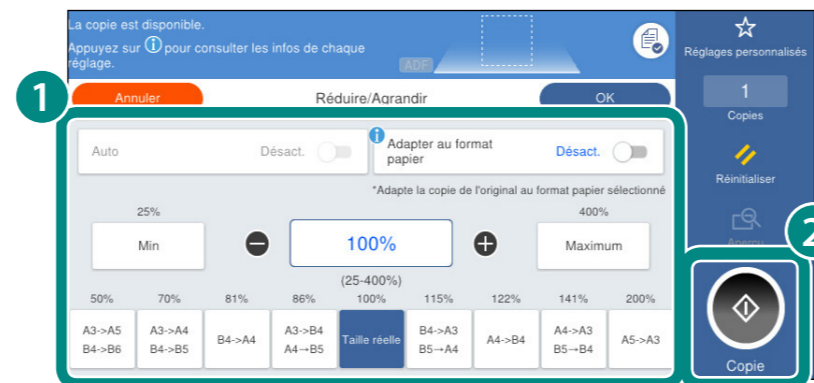 La copie est disponible.
Appuyez sur ⓘ pour consulter les infos de chaque
réglage.
ADF
Réglages personnalisés
1
Annuler
Réduire/Agrandir
OK
1
Copies
Auto
Désact.
i
Adapter au format
papier
Désact.
*Adapte la copie de l'original au format papier sélectionné
Réinitialiser
25%
400%
Min
100%
Maximum
Aperçu
2
(25-400%)
50% 70% 81% 86% 100% 115% 122% 141% 200%
A3->A5
B4->B6
A3->A4
B4->B5
B4->A4
A3->B4
A4→B5
Taille réelle
B4->A3
B5→A4
A4->B4
A4->A3
B5→B4
A5->A3
Copie